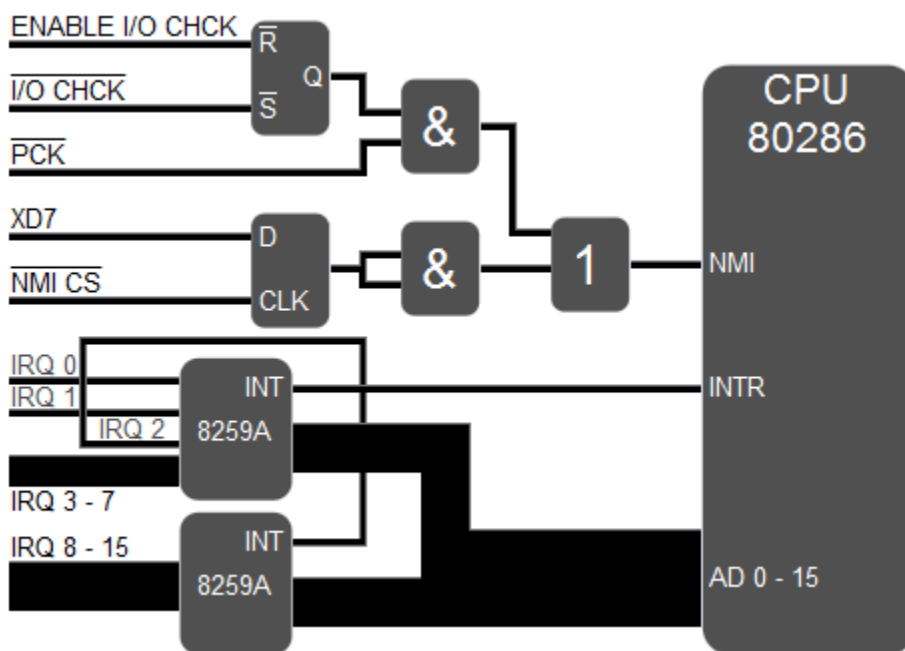 ENABLE I/O CHCK
R
Q
I/O CHCK
S
&
PCK
CPU
80286
XD7
D
&
1
NMI
NMI CS
CLK
IRQ 0
INT
INTR
IRQ 1
IRQ 2
8259A
IRQ 3 - 7
IRQ 8 - 15
INT
8259A
AD 0 - 15